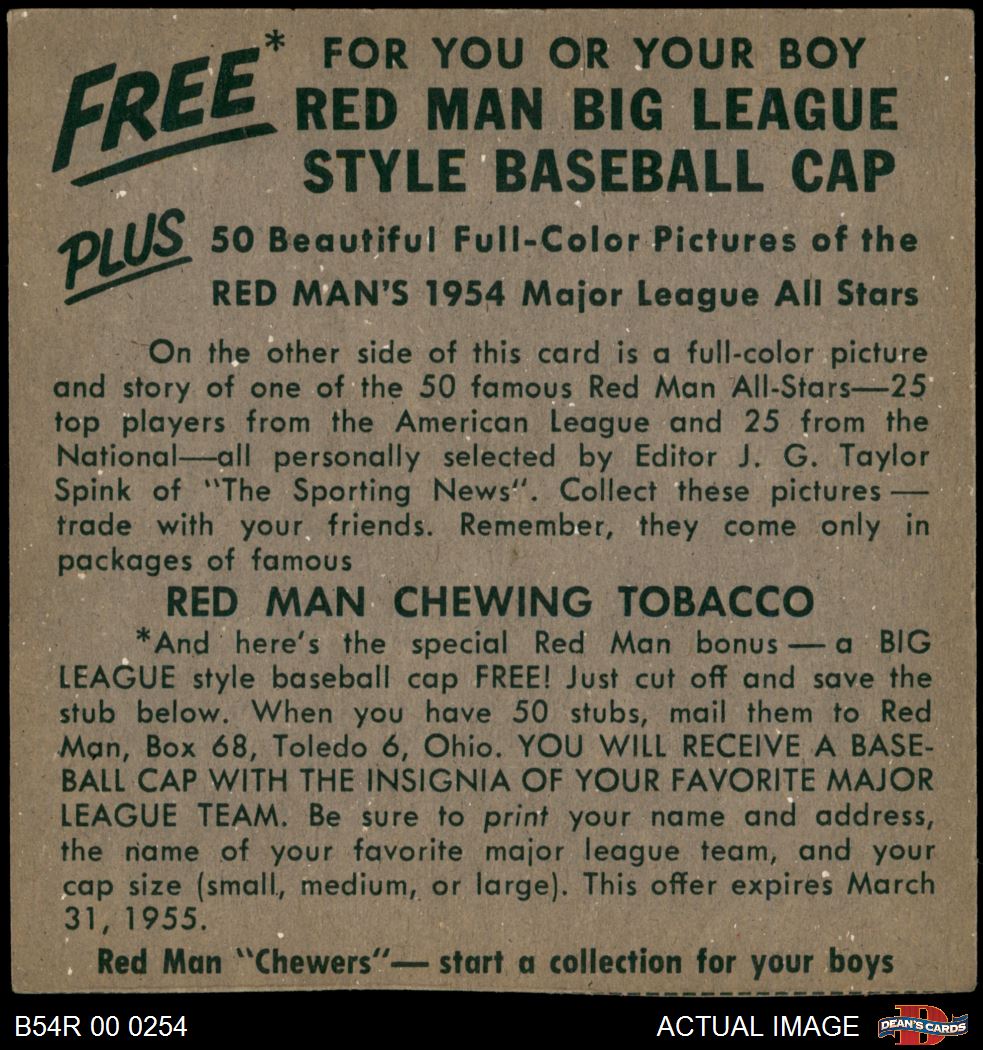 FREE* FOR YOU OR YOUR BOY
RED MAN BIG LEAGUE
STYLE BASEBALL CAP
PLUS 50 Beautiful Full-Color Pictures of the
RED MAN'S 1954 Major League All Stars
On the other side of this card is a full-color picture
and story of one of the 50 famous Red Man All-Stars—25
top players from the American League and 25 from the
National—all personally selected by Editor J. G. Taylor
Spink of "The Sporting News". Collect these pictures —
trade with your friends. Remember, they come only in
packages of famous
RED MAN CHEWING TOBACCO
*And here's the special Red Man bonus — a BIG
LEAGUE style baseball cap FREE! Just cut off and save the
stub below. When you have 50 stubs, mail them to Red
Man, Box 68, Toledo 6, Ohio. YOU WILL RECEIVE A BASE-
BALL CAP WITH THE INSIGNIA OF YOUR FAVORITE MAJOR
LEAGUE TEAM. Be sure to print your name and address,
the name of your favorite major league team, and your
cap size (small, medium, or large). This offer expires March
31, 1955.
Red Man "Chewers"— start a collection for your boys
B54R 00 0254
ACTUAL IMAGE
DEAN'S CARDS